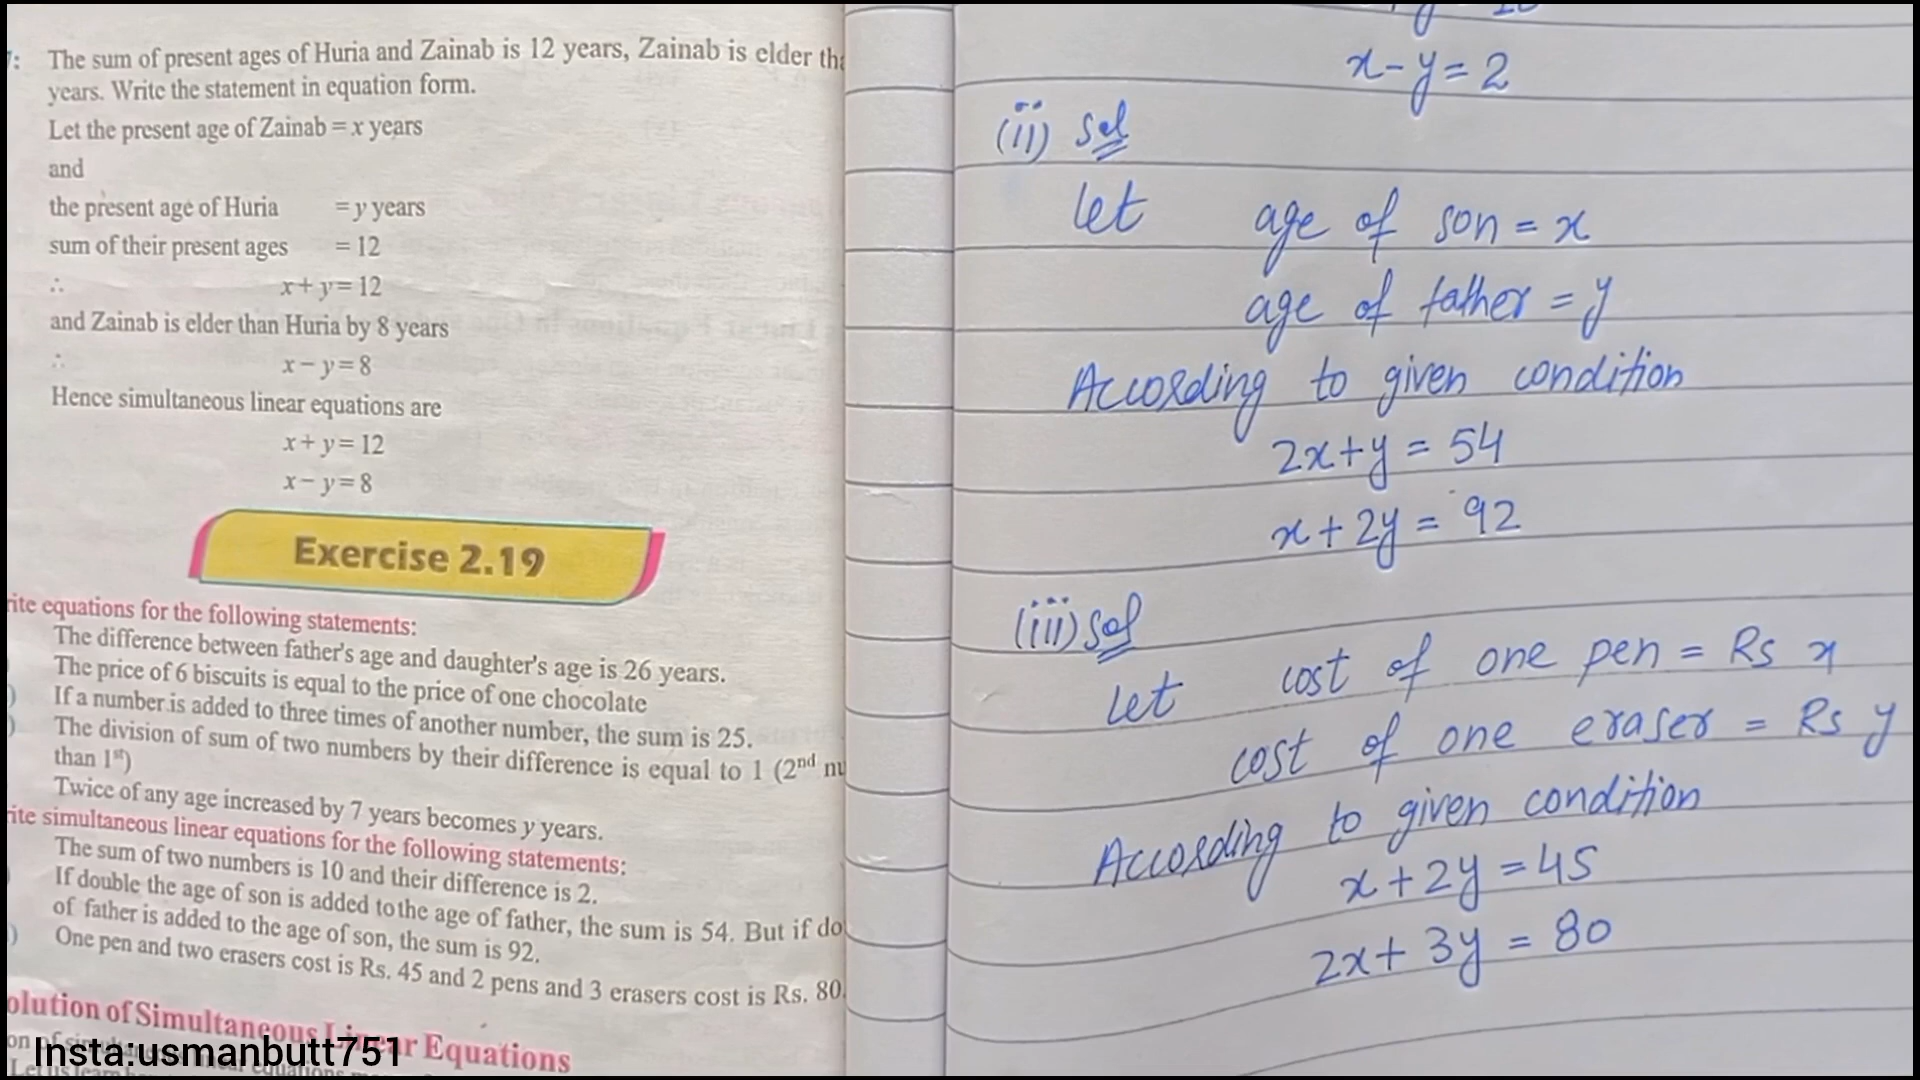 : The sum of present ages of Huria and Zainab is 12 years, Zainab is elder tha
years. Write the statement in equation form.
Let the present age of Zainab = x years
and
the present age of Huria = y years
sum of their present ages = 12
∴ x + y = 12
and Zainab is elder than Huria by 8 years
∴ x - y = 8
Hence simultaneous linear equations are
x + y = 12
x - y = 8
Exercise 2.19
rite equations for the following statements:
The difference between father's age and daughter's age is 26 years.
The price of 6 biscuits is equal to the price of one chocolate
) If a number is added to three times of another number, the sum is 25.
) The division of sum of two numbers by their difference is equal to 1 (2nd nu
than 1st)
Twice of any age increased by 7 years becomes y years.
rite simultaneous linear equations for the following statements:
The sum of two numbers is 10 and their difference is 2.
If double the age of son is added to the age of father, the sum is 54. But if do
of father is added to the age of son, the sum is 92.
) One pen and two erasers cost is Rs. 45 and 2 pens and 3 erasers cost is Rs. 80.
olution of Simultaneous Linear Equations
Insta:usmanbutt751
x - y = 2
(ii) Sol
Let age of son = x
age of father = y
According to given condition
2x + y = 54
x + 2y = 92
(iii) Sol
Let cost of one pen = Rs x
cost of one eraser = Rs y
According to given condition
x + 2y = 45
2x + 3y = 80